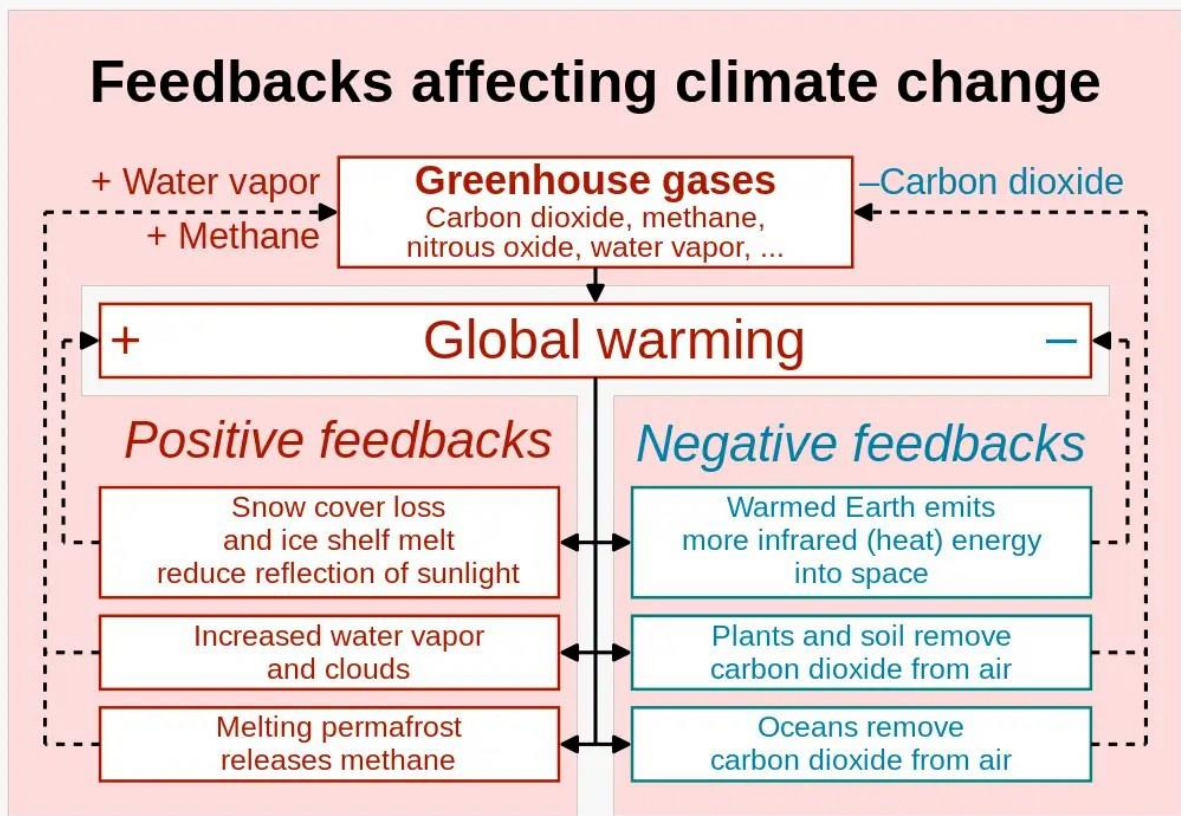 Feedbacks affecting climate change
+ Water vapor
+ Methane
Greenhouse gases
Carbon dioxide, methane,
nitrous oxide, water vapor, ...
–Carbon dioxide
+ Global warming –
Positive feedbacks
Snow cover loss
and ice shelf melt
reduce reflection of sunlight
Increased water vapor
and clouds
Melting permafrost
releases methane
Negative feedbacks
Warmed Earth emits
more infrared (heat) energy
into space
Plants and soil remove
carbon dioxide from air
Oceans remove
carbon dioxide from air